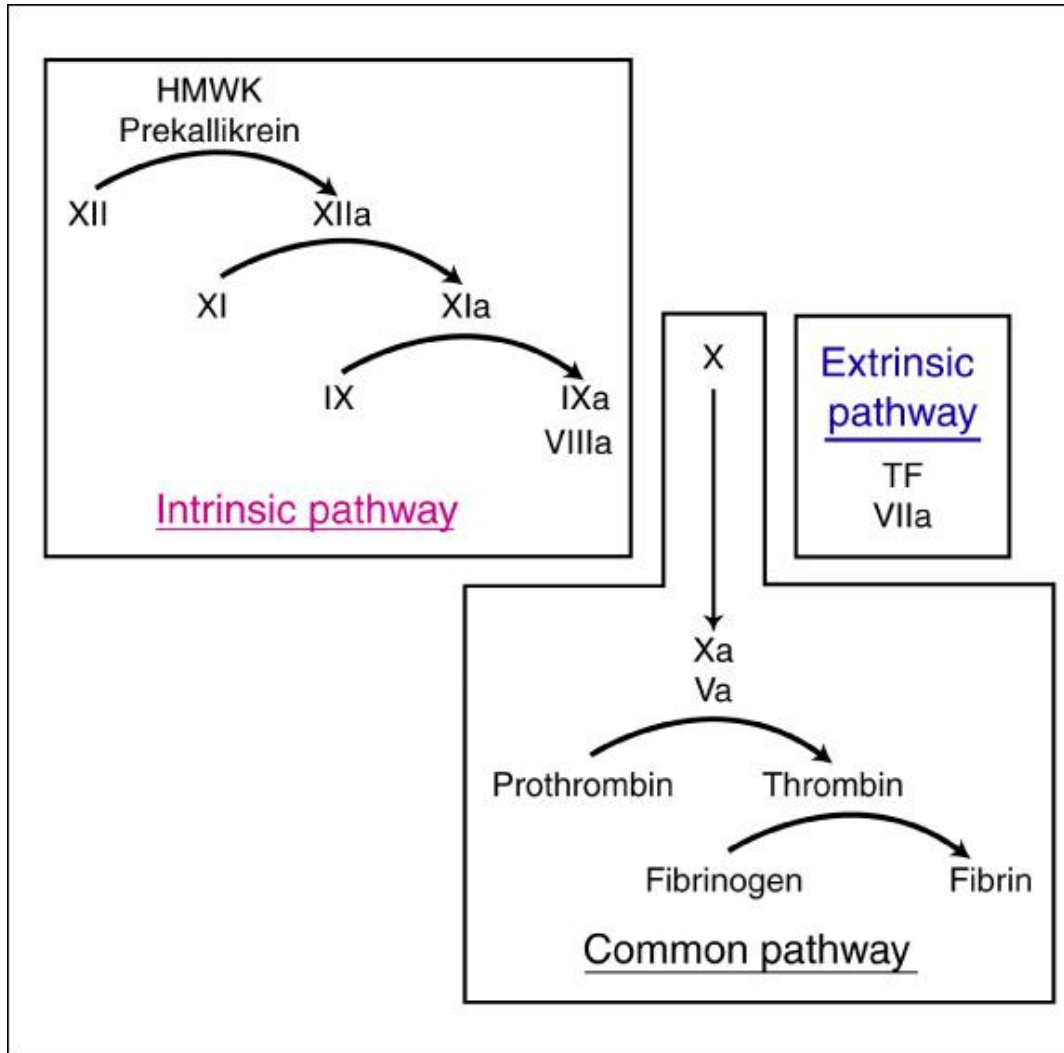 HMWK
Prekallikrein
XII XIIa
XI XIa
IX IXa
VIIIa
Intrinsic pathway
X
Extrinsic
pathway
TF
VIIa
Xa
Va
Prothrombin Thrombin
Fibrinogen Fibrin
Common pathway